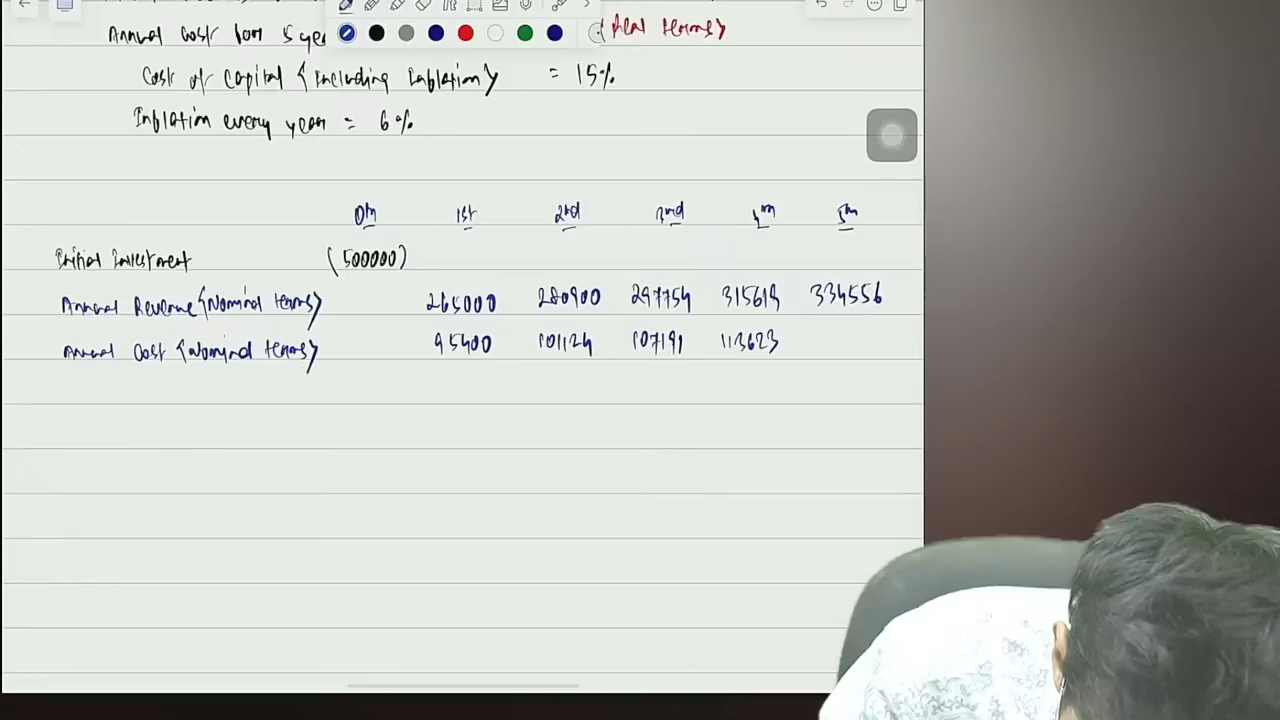 Annual Cost for 5 yea {Real terms}
Cost of Capital {Including Inflation} = 15%
Inflation every year = 6%
0th 1st 2nd 3rd 4th 5th
Initial Investment (500000)
Annual Revenue {Nominal terms} 265000 280900 297754 315619 334556
Annual Cost {Nominal terms} 95400 101124 107191 113623